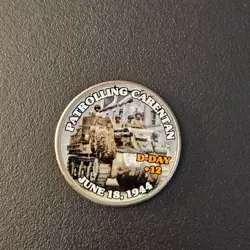 PATROLLING CARENTAN
D-DAY
+12
JUNE 18, 1944